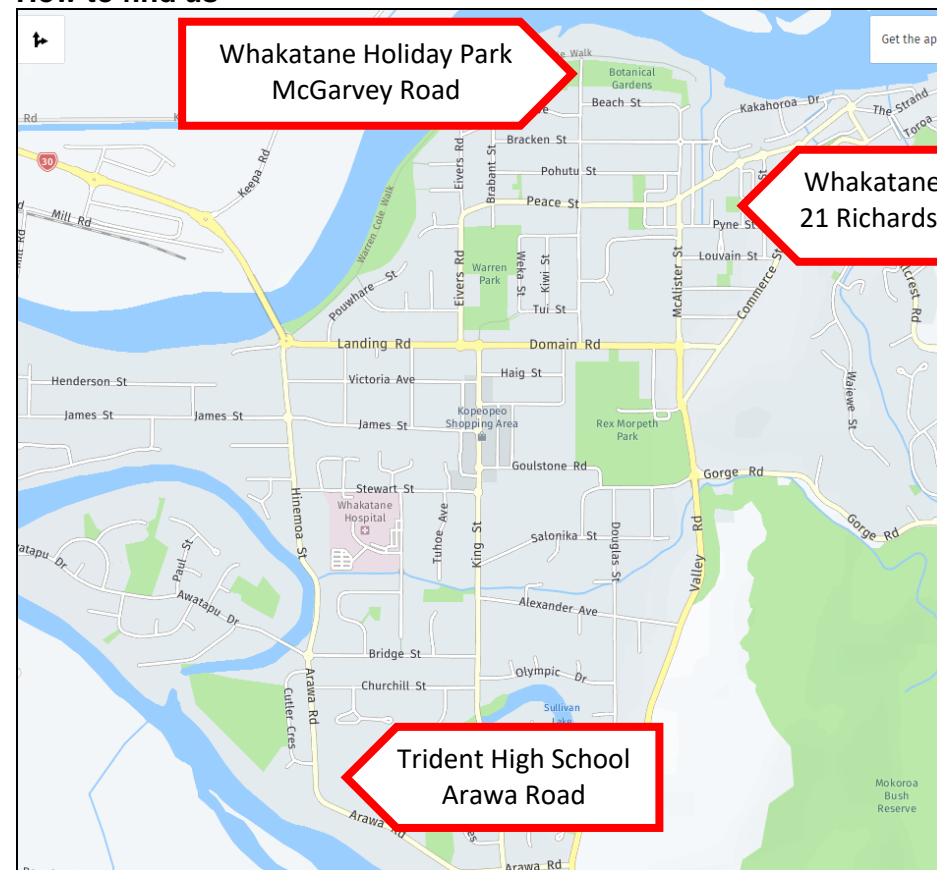 How to find us
Whakatane Holiday Park
McGarvey Road
Get the ap
Walk
Botanical
Gardens
Beach St
Kakahoroa Dr
The Strand
Toroa
Rd
Bracken St
30
Keepa Rd
Eivers Rd
Brabant St
Pohutu St
Peace St
Whakatane
21 Richards
Mill Rd
Mill Rd
Warren Cole Walk
Pyne St
Louvain St
Warren
Park
Weka St
Kiwi St
McAlister St
Commerce St
Pouwhare St
Eivers Rd
Tui St
Landing Rd
Domain Rd
Henderson St
Victoria Ave
Haig St
Waiewe St
James St
James St
James St
Kopeopeo
Shopping Area
Rex Morpeth
Park
Goulstone Rd
Gorge Rd
Stewart St
Hinemoa St
Whakatane
Hospital
Tuhoe Ave
King St
Salonika St
Douglas St
Valley Rd
Gorge Rd
Paul St
Awatapu Dr
Alexander Ave
Bridge St
Olympic Dr
Churchill St
Arawa Rd
Cutler Cres
Sullivan
Lake
Trident High School
Arawa Road
Mokoroa
Bush
Reserve
Arawa Rd
Arawa Rd